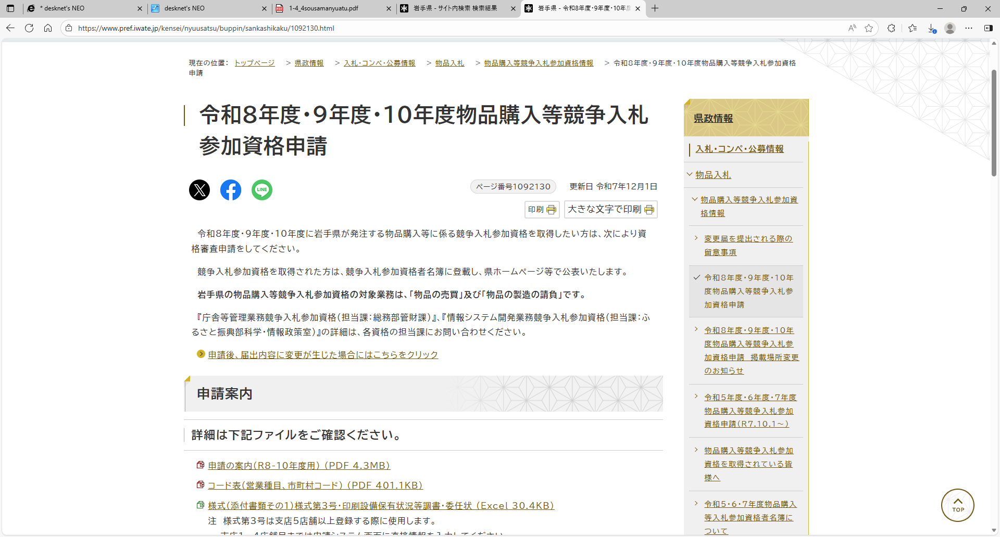 * desknet's NEO
desknet's NEO
1-4_4sousamanyuatu.pdf
岩手県 - サイト内検索 検索結果
岩手県 - 令和8年度・9年度・10年度
https://www.pref.iwate.jp/kensei/nyuusatsu/buppin/sankashikaku/1092130.html
現在の位置： トップページ > 県政情報 > 入札・コンペ・公募情報 > 物品入札 > 物品購入等競争入札参加資格情報 > 令和8年度・9年度・10年度物品購入等競争入札参加資格
申請
令和8年度・9年度・10年度物品購入等競争入札
参加資格申請
LINE
ページ番号1092130 更新日 令和7年12月1日
印刷 大きな文字で印刷
令和8年度・9年度・10年度に岩手県が発注する物品購入等に係る競争入札参加資格を取得したい方は、次により資
格審査申請をしてください。
競争入札参加資格を取得された方は、競争入札参加資格者名簿に登載し、県ホームページ等で公表いたします。
岩手県の物品購入等競争入札参加資格の対象業務は、「物品の売買」及び「物品の製造の請負」です。
『庁舎等管理業務競争入札参加資格（担当課：総務部管財課）』、『情報システム開発業務競争入札参加資格（担当課：ふ
るさと振興部科学・情報政策室）』の詳細は、各資格の担当課にお問い合わせください。
申請後、届出内容に変更が生じた場合にはこちらをクリック
申請案内
詳細は下記ファイルをご確認ください。
申請の案内（R8-10年度用） （PDF 4.3MB）
コード表（営業種目、市町村コード） （PDF 401.1KB）
様式（添付書類その1）様式第3号・印刷設備保有状況等調書・委任状 （Excel 30.4KB）
注 様式第3号は支店5店舗以上登録する際に使用します。
県政情報
入札・コンペ・公募情報
物品入札
物品購入等競争入札参加資
格情報
変更届を提出される際の
留意事項
令和8年度・9年度・10年
度物品購入等競争入札参
加資格申請
令和8年度・9年度・10年
度物品購入等競争入札参
加資格申請 掲載場所変更
のお知らせ
令和5年度・6年度・7年度
物品購入等競争入札参加
資格申請（R7.10.1～）
物品購入等競争入札参加
資格を取得されている皆
様へ
令和5・6・7年度物品購入
等入札参加資格者名簿に
ついて
TOP